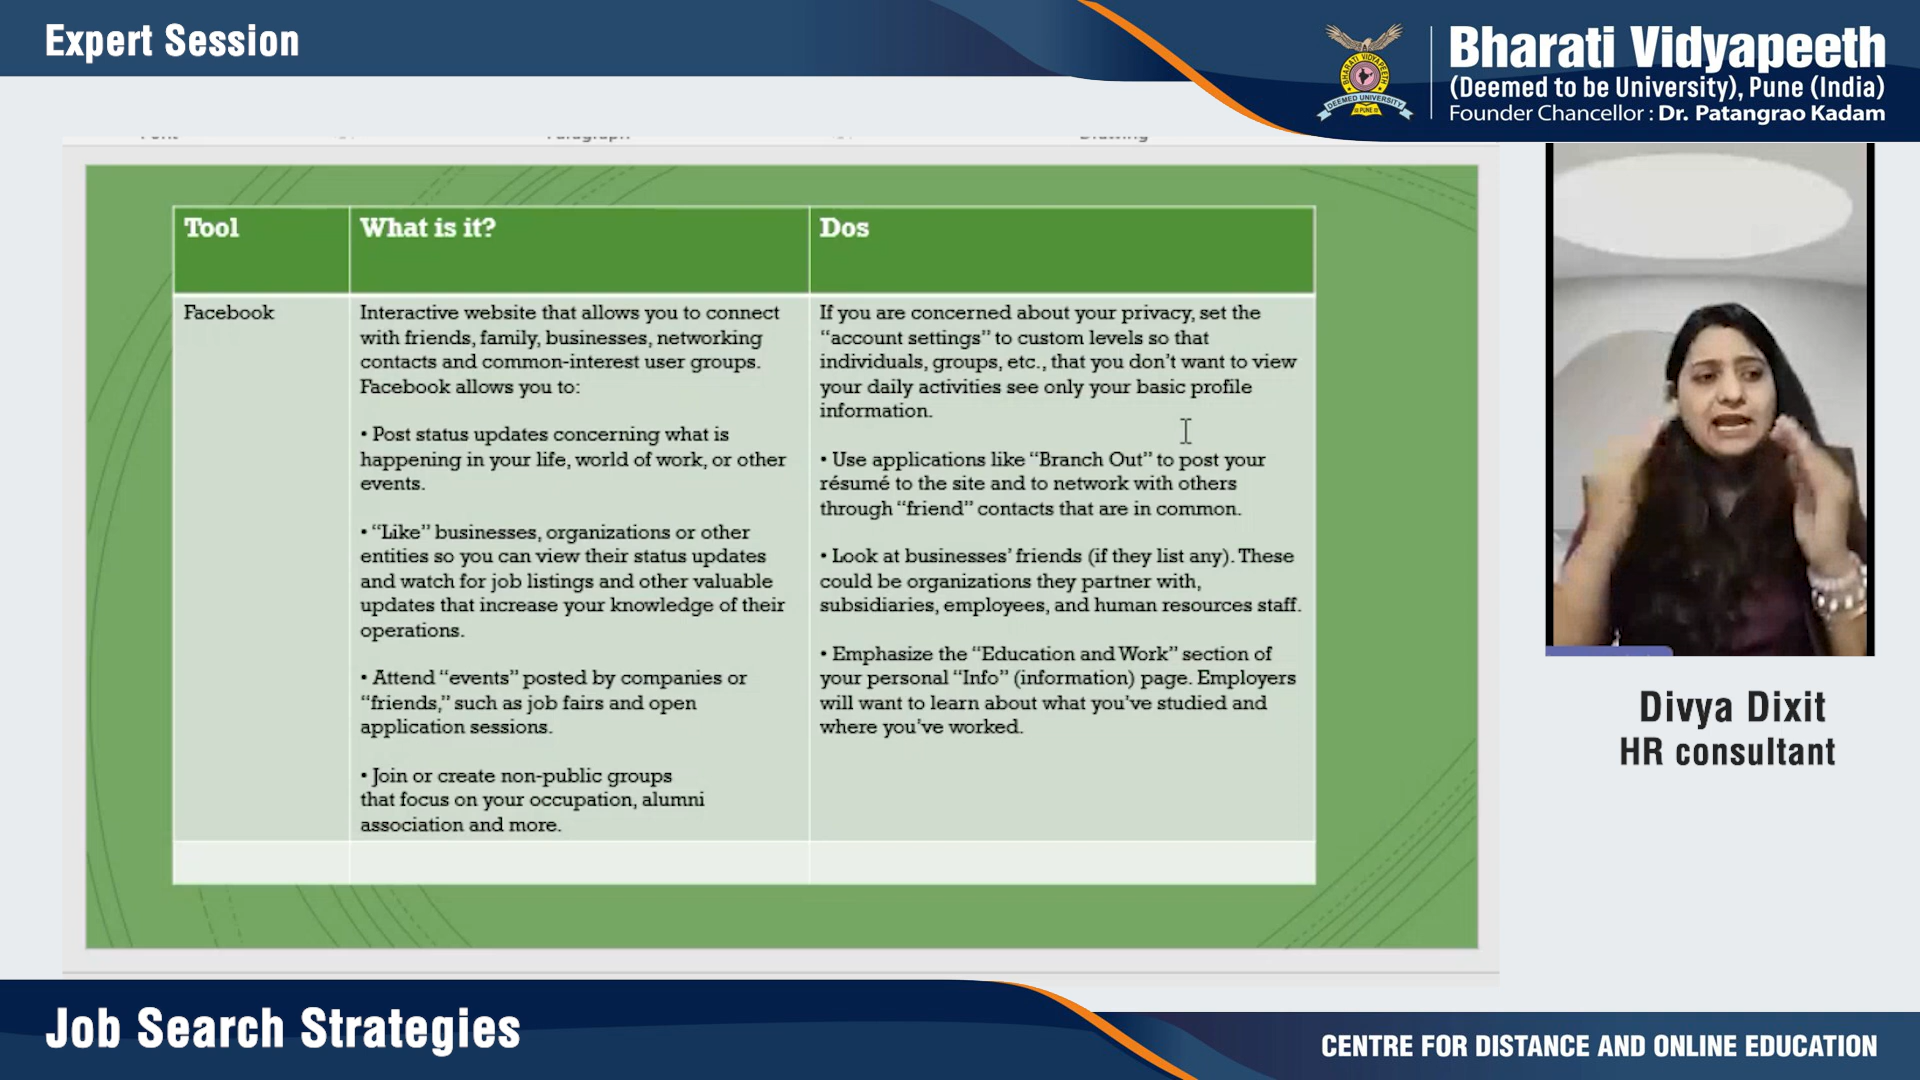 Expert Session
Bharati Vidyapeeth
(Deemed to be University), Pune (India)
Founder Chancellor : Dr. Patangrao Kadam
BHARATI VIDYAPEETH
DEEMED UNIVERSITY
PUNE
Paragraph
Drawing
Tool
What is it?
Dos
Facebook
Interactive website that allows you to connect
with friends, family, businesses, networking
contacts and common-interest user groups.
Facebook allows you to:
• Post status updates concerning what is
happening in your life, world of work, or other
events.
• “Like” businesses, organizations or other
entities so you can view their status updates
and watch for job listings and other valuable
updates that increase your knowledge of their
operations.
• Attend “events” posted by companies or
“friends,” such as job fairs and open
application sessions.
• Join or create non-public groups
that focus on your occupation, alumni
association and more.
If you are concerned about your privacy, set the
“account settings” to custom levels so that
individuals, groups, etc., that you don’t want to view
your daily activities see only your basic profile
information.
• Use applications like “Branch Out” to post your
résumé to the site and to network with others
through “friend” contacts that are in common.
• Look at businesses’ friends (if they list any). These
could be organizations they partner with,
subsidiaries, employees, and human resources staff.
• Emphasize the “Education and Work” section of
your personal “Info” (information) page. Employers
will want to learn about what you’ve studied and
where you’ve worked.
Divya Dixit
HR consultant
Job Search Strategies
CENTRE FOR DISTANCE AND ONLINE EDUCATION